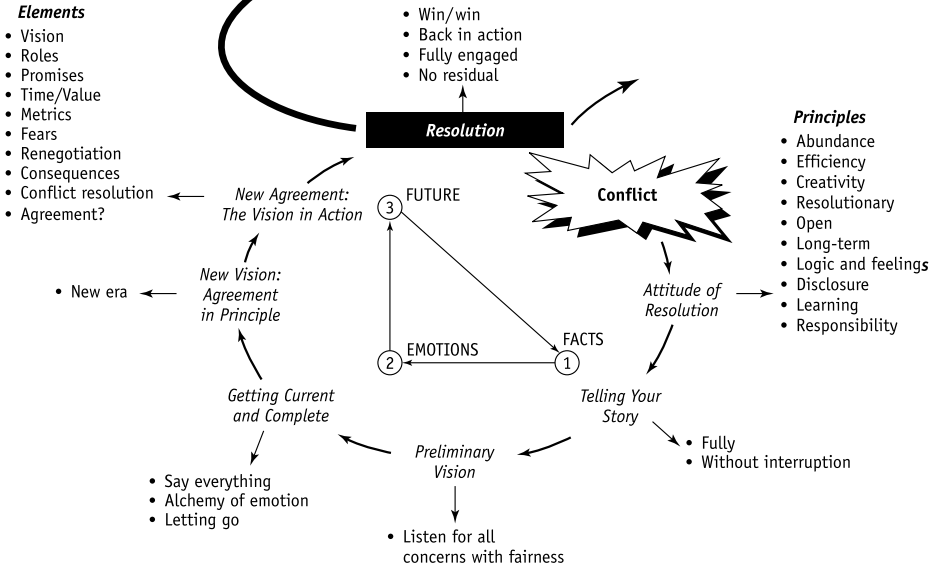 Elements
• Vision
• Roles
• Promises
• Time/Value
• Metrics
• Fears
• Renegotiation
• Consequences
• Conflict resolution
• Agreement?
• Win/win
• Back in action
• Fully engaged
• No residual
Resolution
Conflict
Principles
• Abundance
• Efficiency
• Creativity
• Resolutionary
• Open
• Long-term
• Logic and feelings
• Disclosure
• Learning
• Responsibility
Attitude of
Resolution
Telling Your
Story
• Fully
• Without interruption
Preliminary
Vision
• Listen for all
concerns with fairness
Getting Current
and Complete
• Say everything
• Alchemy of emotion
• Letting go
New Vision:
Agreement
in Principle
• New era
New Agreement:
The Vision in Action
3 FUTURE
2 EMOTIONS
FACTS
1